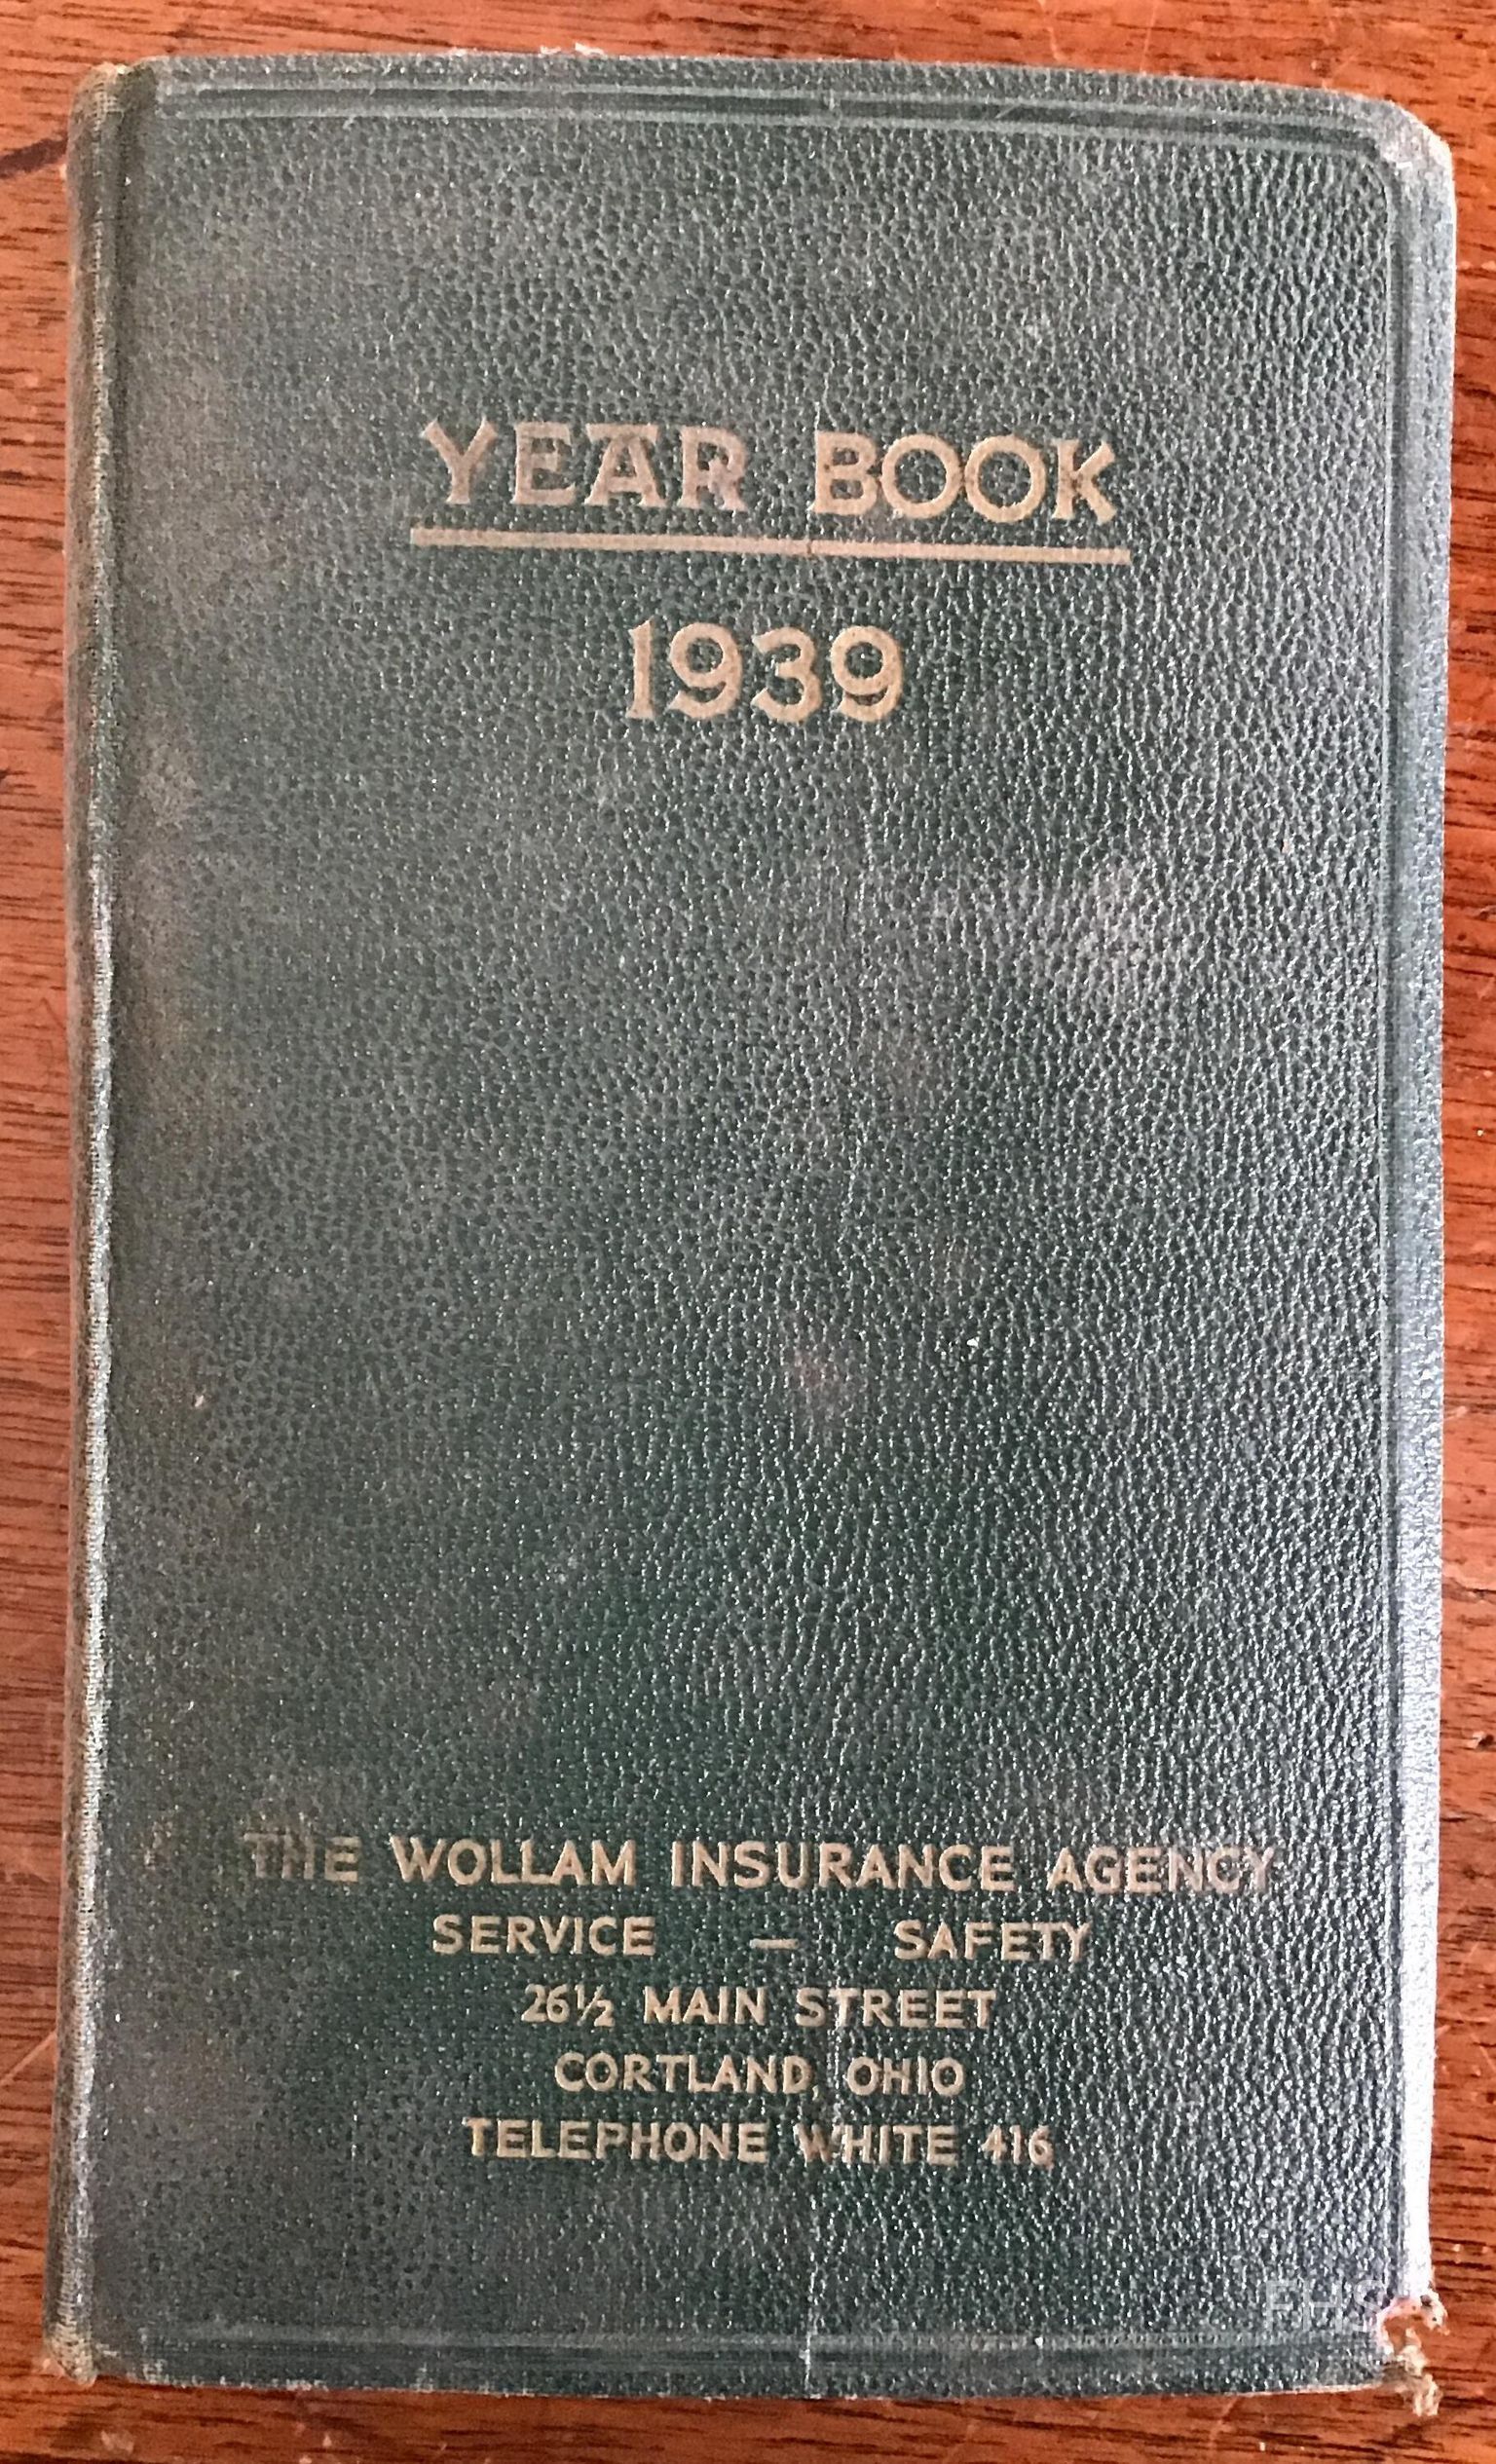 YEAR BOOK
1939
THE WOLLAM INSURANCE AGENCY
SERVICE — SAFETY
26½ MAIN STREET
CORTLAND, OHIO
TELEPHONE WHITE 416